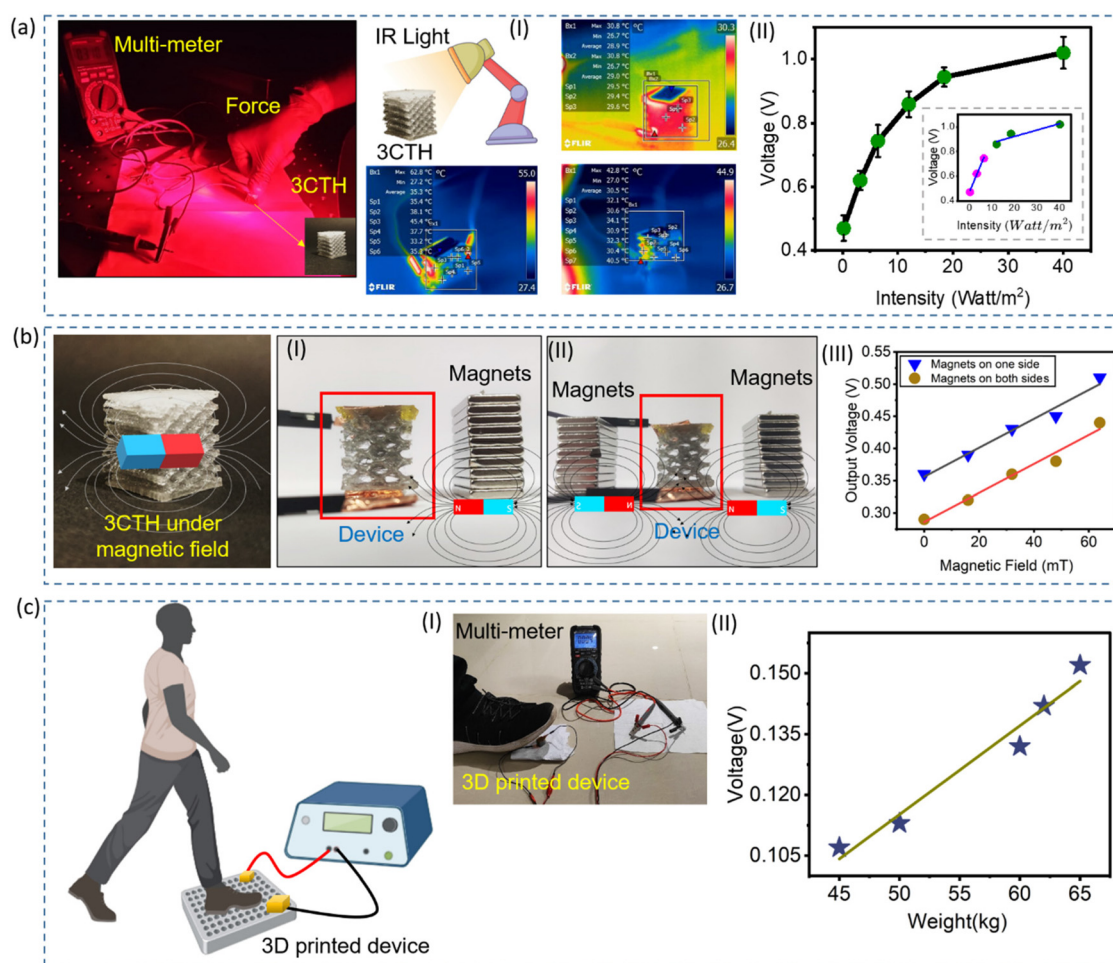 (a)
Multi-meter
Force
3CTH
IR Light
3CTH
(I)
Bx1 Max 30.8 °C
Min 26.7 °C
Average 28.9 °C
Bx2 Max 30.8 °C
Min 26.7 °C
Average 29.0 °C
Sp1 29.5 °C
Sp2 29.4 °C
Sp3 29.6 °C
°C
30.3
Bx1
Bx2
Sp3
Sp2
26.4
FLIR
Bx1 Max 62.8 °C
Min 27.2 °C
Average 35.3 °C
Sp1 35.4 °C
Sp2 38.1 °C
Sp3 45.4 °C
Sp4 37.7 °C
Sp5 33.2 °C
°C
55.0
27.4
FLIR
Bx1 Max 42.8 °C
Min 27.0 °C
Average 30.5 °C
Sp1 32.1 °C
Sp2 30.6 °C
Sp3 34.1 °C
Sp4 30.9 °C
Sp5 32.4 °C
Sp6 30.4 °C
Sp7 40.5 °C
°C
44.9
Bx1
26.7
FLIR
(II)
Voltage (V)
1.0
0.8
0.6
0.4
0
10
20
30
40
Intensity (Watt/m²)
Voltage (V)
1.0
0.8
0.6
0.4
0
20
40
Intensity (Watt/m²)
(b)
3CTH under
magnetic field
(I)
Magnets
Device
N
S
(II)
Magnets
Magnets
Device
S
N
N
S
(III)
Output Voltage (V)
0.55
0.50
0.45
0.40
0.35
0.30
Magnets on one side
Magnets on both sides
0
20
40
60
Magnetic Field (mT)
(c)
3D printed device
(I)
Multi-meter
3D printed device
(II)
Voltage(V)
0.150
0.135
0.120
0.105
45
50
55
60
65
Weight(kg)